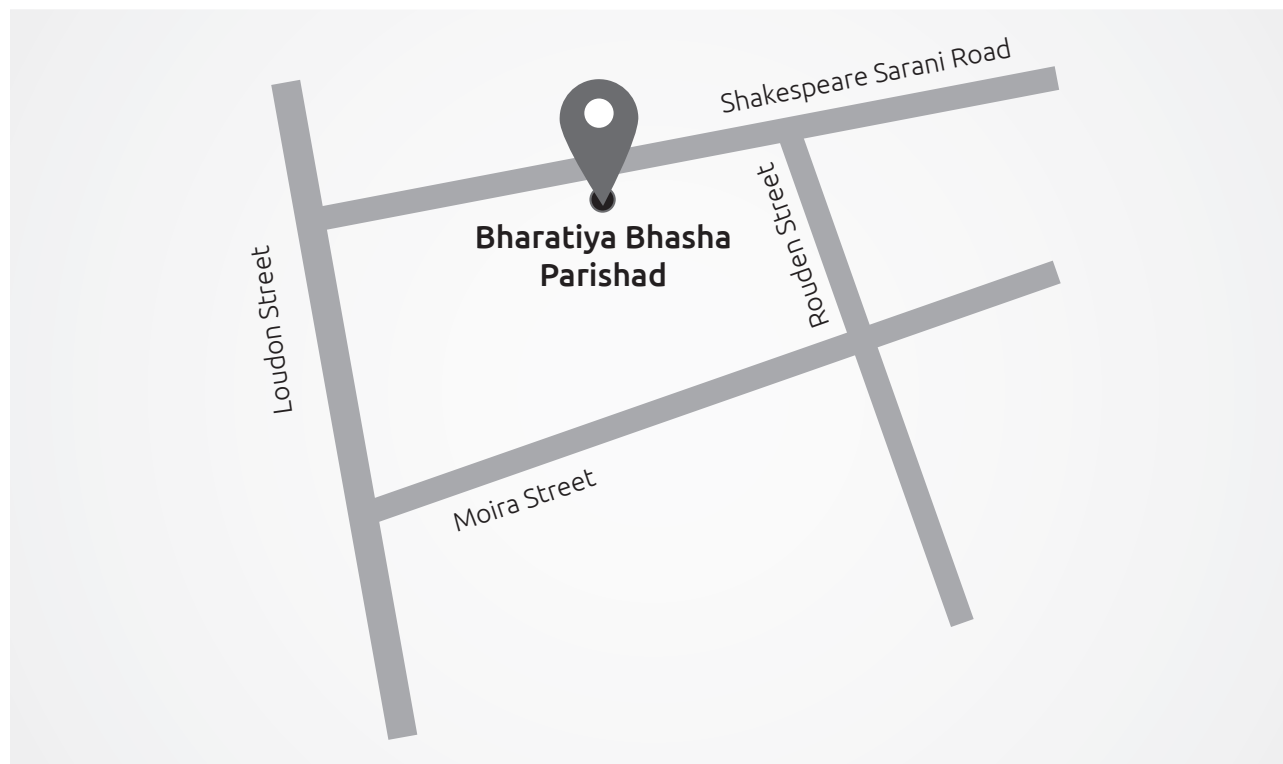 Shakespeare Sarani Road
Bharatiya Bhasha
Parishad
Rouden Street
Loudon Street
Moira Street